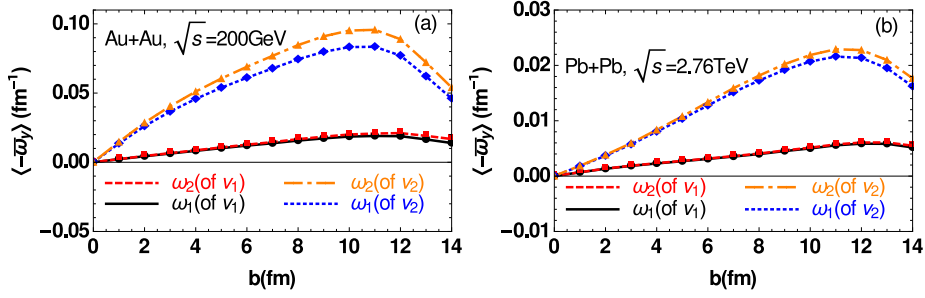 (a)
Au+Au, √s=200GeV
⟨-ϖy⟩ (fm⁻¹)
0.10
0.05
0.00
-0.05
ω₂(of v₁)
ω₂(of v₂)
ω₁(of v₁)
ω₁(of v₂)
0 2 4 6 8 10 12 14
b(fm)
(b)
Pb+Pb, √s=2.76TeV
⟨-ϖy⟩ (fm⁻¹)
0.03
0.02
0.01
0.00
-0.01
ω₂(of v₁)
ω₂(of v₂)
ω₁(of v₁)
ω₁(of v₂)
0 2 4 6 8 10 12 14
b(fm)